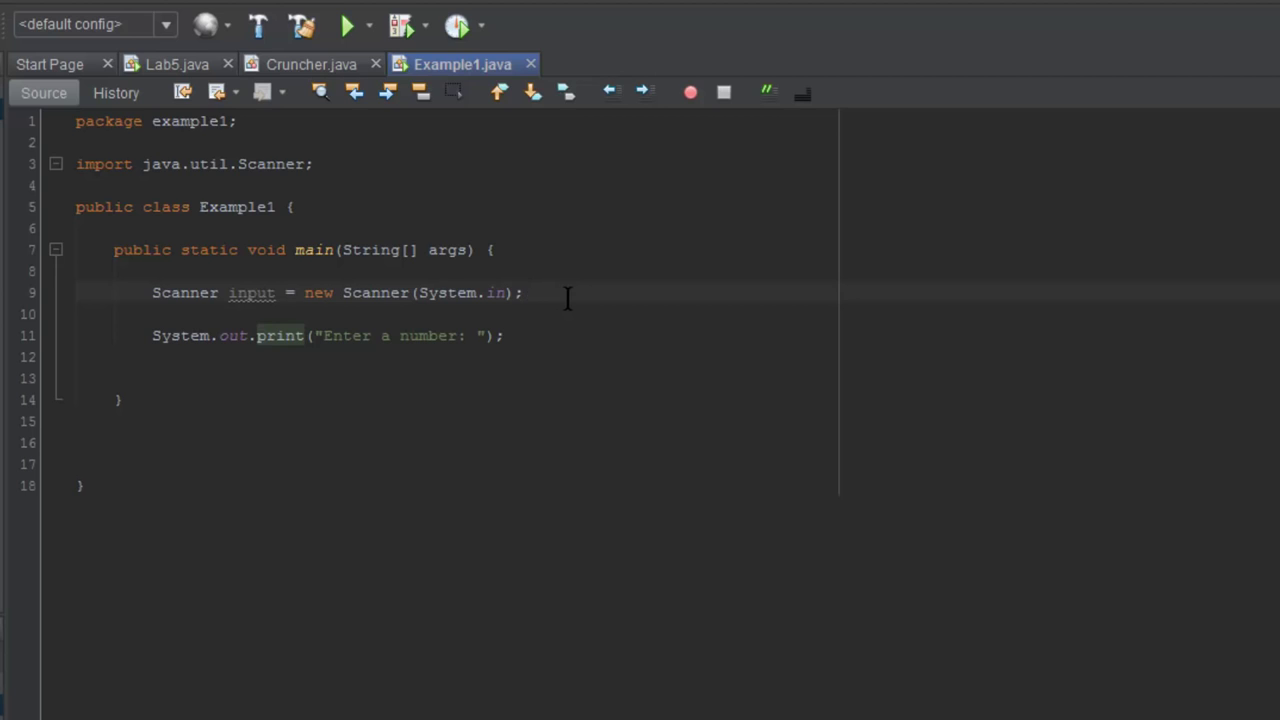 <default config>
Start Page Lab5.java Cruncher.java Example1.java
Source History
1 package example1;
2
3 import java.util.Scanner;
4
5 public class Example1 {
6
7 public static void main(String[] args) {
8
9 Scanner input = new Scanner(System.in);
10
11 System.out.print("Enter a number: ");
12
13
14 }
15
16
17
18 }